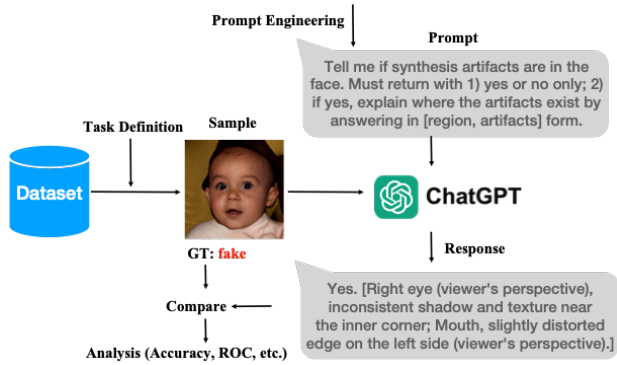 Prompt Engineering
Prompt
Tell me if synthesis artifacts are in the
face. Must return with 1) yes or no only; 2)
if yes, explain where the artifacts exist by
answering in [region, artifacts] form.
Task Definition
Sample
Dataset
ChatGPT
GT: fake
Response
Yes. [Right eye (viewer's perspective),
inconsistent shadow and texture near
the inner corner; Mouth, slightly distorted
edge on the left side (viewer's perspective).]
Compare
Analysis (Accuracy, ROC, etc.)